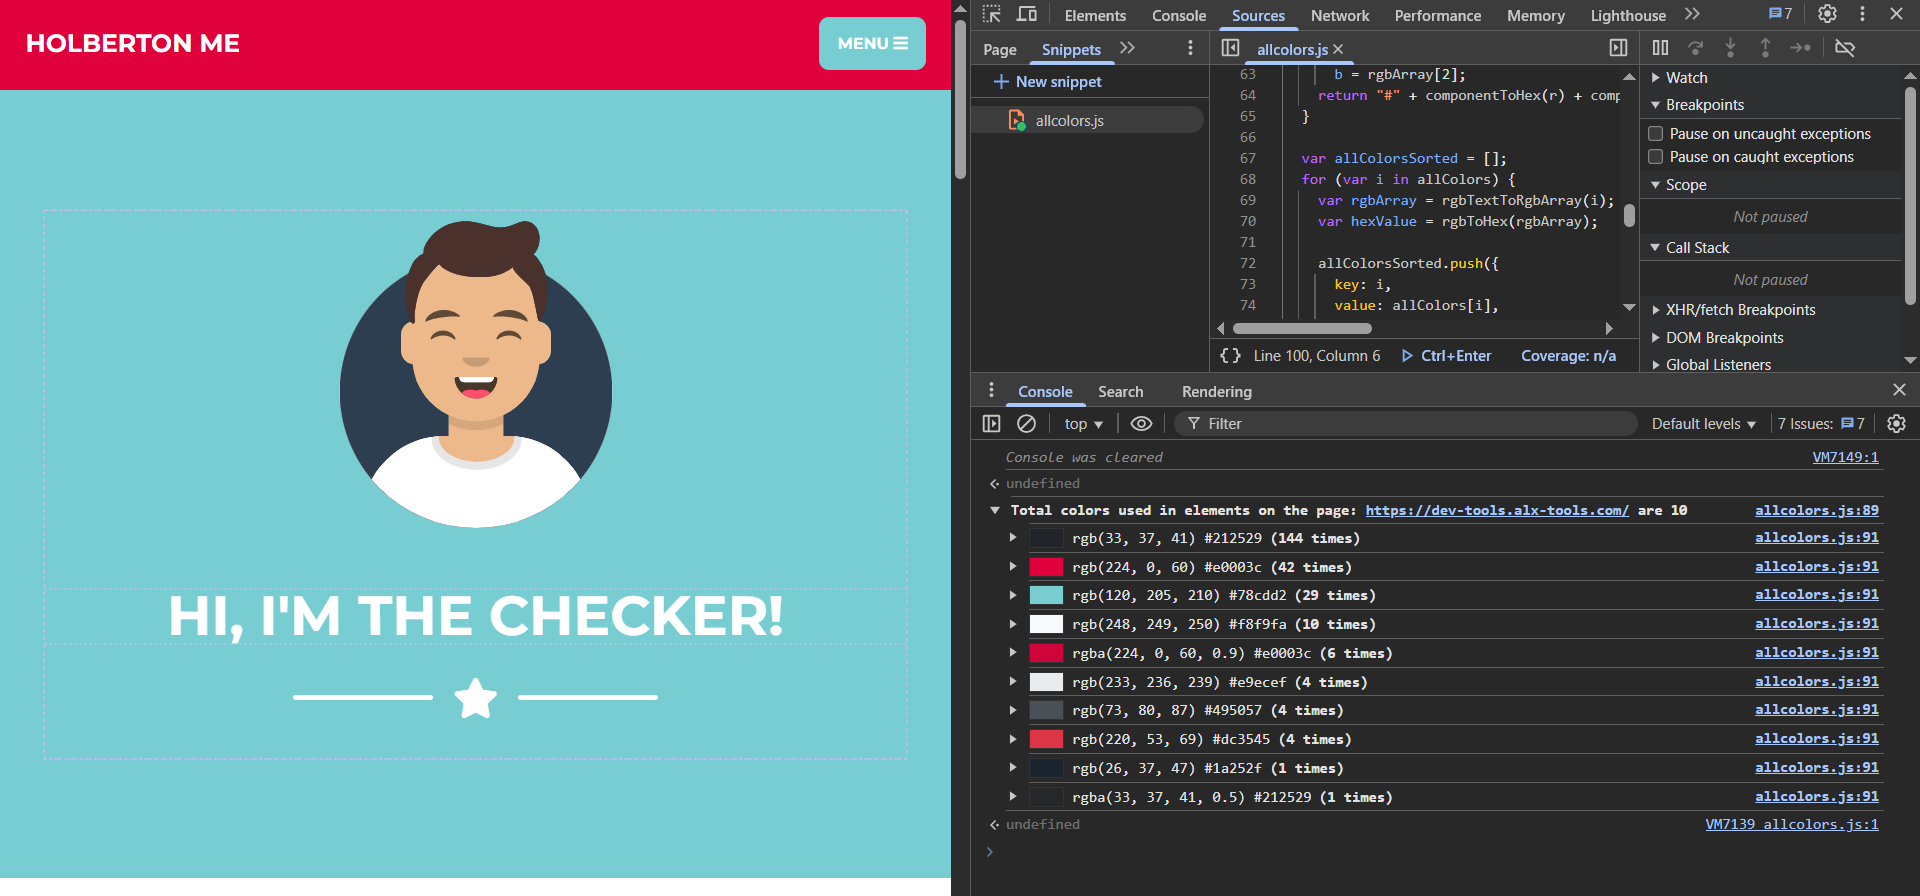 HOLBERTON ME
MENU
HI, I'M THE CHECKER!
Elements Console Sources Network Performance Memory Lighthouse 7
Page Snippets
allcolors.js
New snippet
allcolors.js
63 b = rgbArray[2];
64 return "#" + componentToHex(r) + comp
65 }
66
67 var allColorsSorted = [];
68 for (var i in allColors) {
69 var rgbArray = rgbTextToRgbArray(i);
70 var hexValue = rgbToHex(rgbArray);
71
72 allColorsSorted.push({
73 key: i,
74 value: allColors[i],
{} Line 100, Column 6 Ctrl+Enter Coverage: n/a
Watch
Breakpoints
Pause on uncaught exceptions
Pause on caught exceptions
Scope
Not paused
Call Stack
Not paused
XHR/fetch Breakpoints
DOM Breakpoints
Global Listeners
Console Search Rendering
top Filter Default levels 7 Issues: 7
Console was cleared VM7149:1
undefined
Total colors used in elements on the page: https://dev-tools.alx-tools.com/ are 10 allcolors.js:89
rgb(33, 37, 41) #212529 (144 times) allcolors.js:91
rgb(224, 0, 60) #e0003c (42 times) allcolors.js:91
rgb(120, 205, 210) #78cdd2 (29 times) allcolors.js:91
rgb(248, 249, 250) #f8f9fa (10 times) allcolors.js:91
rgba(224, 0, 60, 0.9) #e0003c (6 times) allcolors.js:91
rgb(233, 236, 239) #e9ecef (4 times) allcolors.js:91
rgb(73, 80, 87) #495057 (4 times) allcolors.js:91
rgb(220, 53, 69) #dc3545 (4 times) allcolors.js:91
rgb(26, 37, 47) #1a252f (1 times) allcolors.js:91
rgba(33, 37, 41, 0.5) #212529 (1 times) allcolors.js:91
undefined VM7139 allcolors.js:1